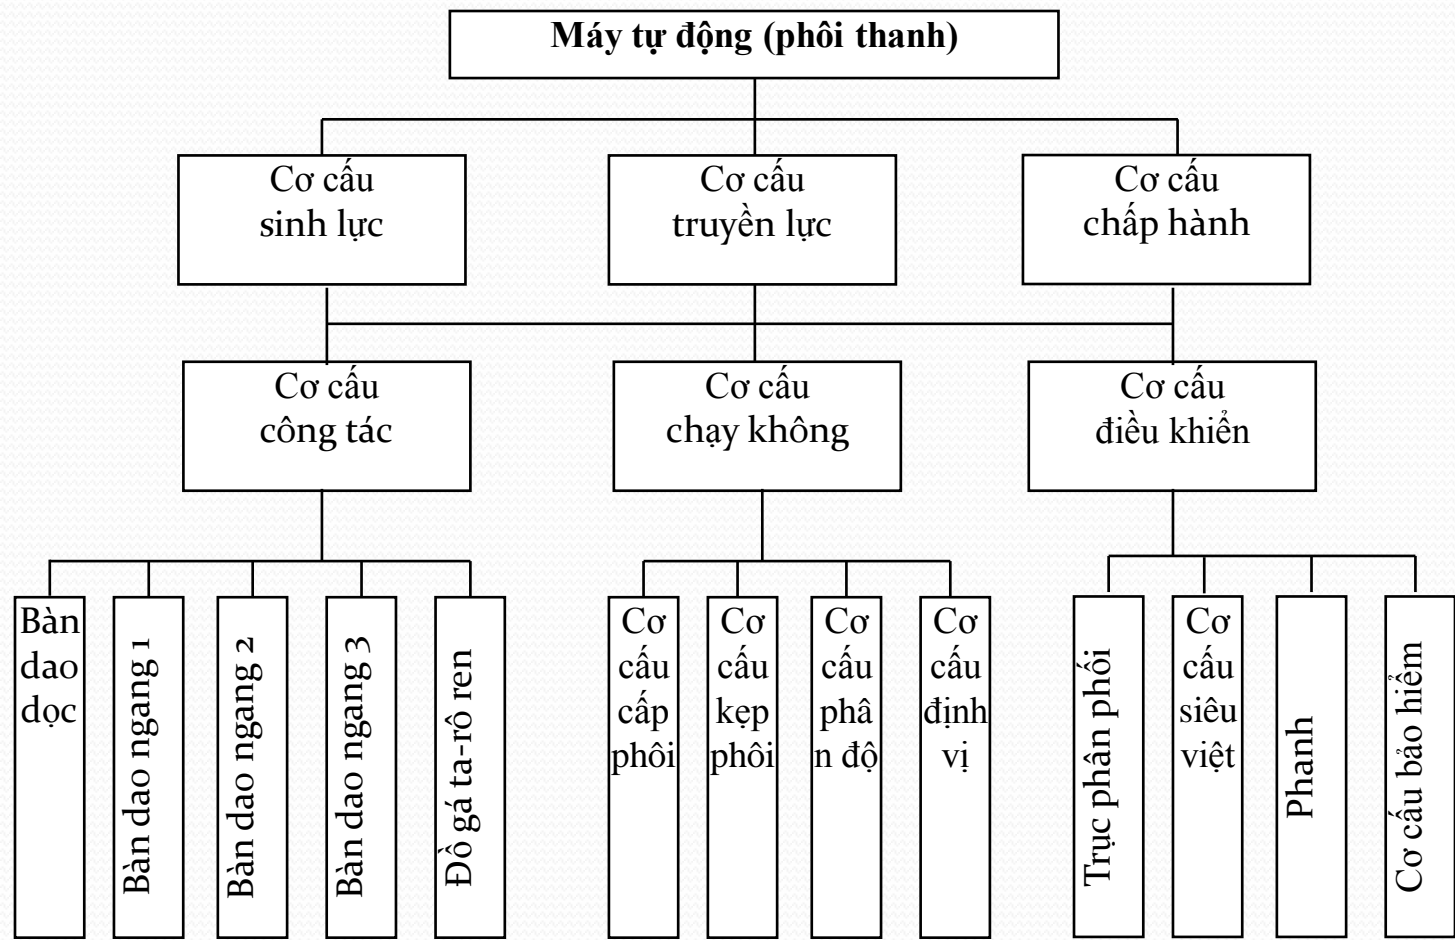 Máy tự động (phôi thanh)
Cơ cấu
sinh lực
Cơ cấu
truyền lực
Cơ cấu
chấp hành
Cơ cấu
công tác
Cơ cấu
chạy không
Cơ cấu
điều khiển
Bàn
dao
dọc
Bàn dao ngang 1
Bàn dao ngang 2
Bàn dao ngang 3
Đồ gá ta-rô ren
Cơ
cấu
cấp
phôi
Cơ
cấu
kẹp
phôi
Cơ
cấu
phâ
n độ
Cơ
cấu
định
vị
Trục phân phối
Cơ
cấu
siêu
việt
Phanh
Cơ cấu bảo hiểm